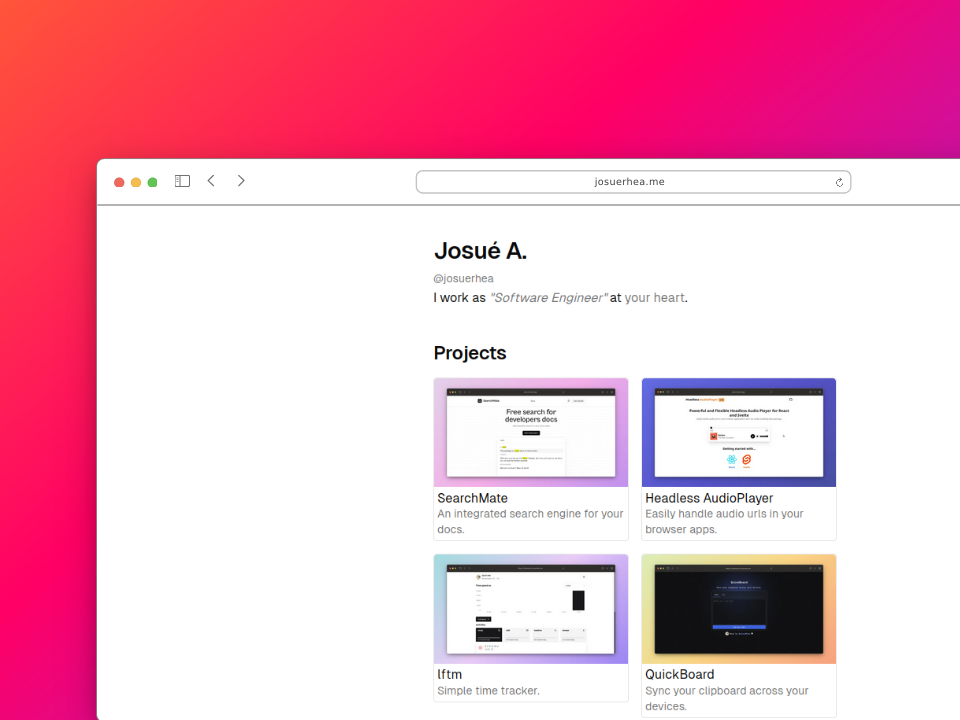 josuerhea.me
Josué A.
@josuerhea
I work as "Software Engineer" at your heart.
Projects
SearchMate
Free search for
developers docs
SearchMate
An integrated search engine for your
docs.
Headless AudioPlayer
Powerful and Flexible Headless Audio Player for React
and Svelte
Getting started with...
Headless AudioPlayer
Easily handle audio urls in your
browser apps.
lftm
Simple time tracker.
QuickBoard
QuickBoard
Sync your clipboard across your
devices.